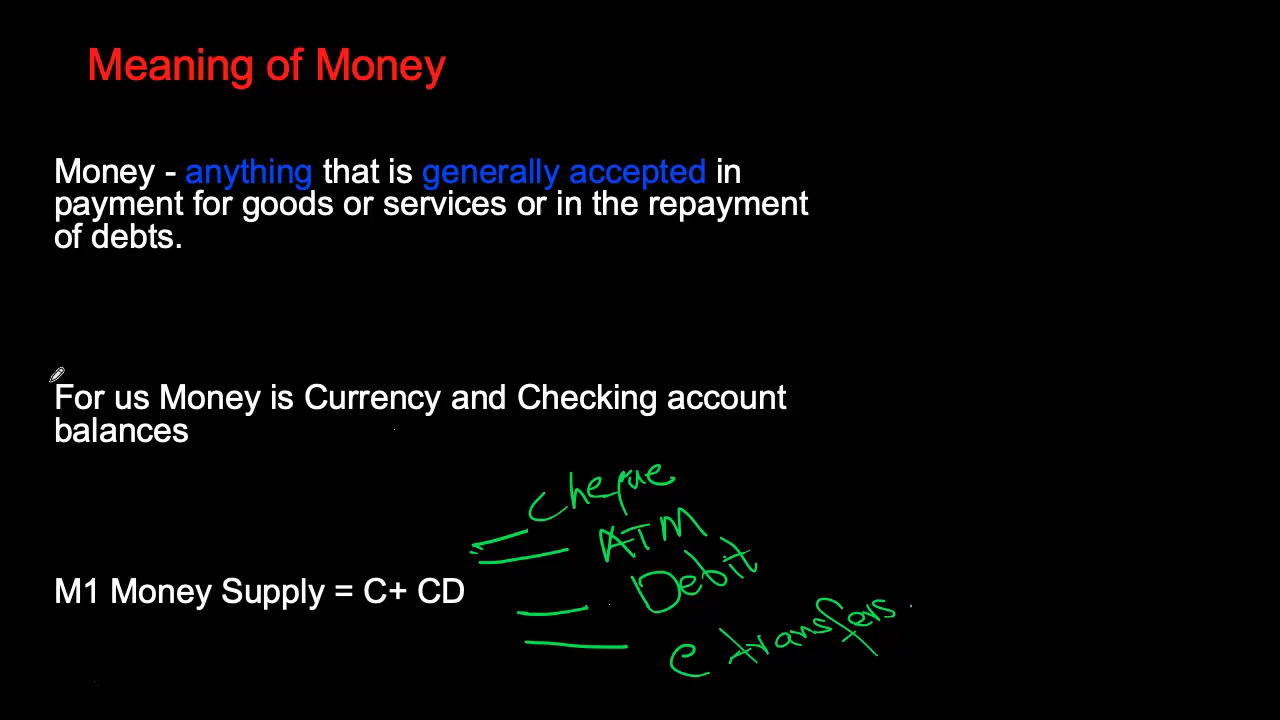 Meaning of Money
Money - anything that is generally accepted in
payment for goods or services or in the repayment
of debts.
For us Money is Currency and Checking account
balances
Cheque
ATM
Debit
M1 Money Supply = C+ CD
e transfers.